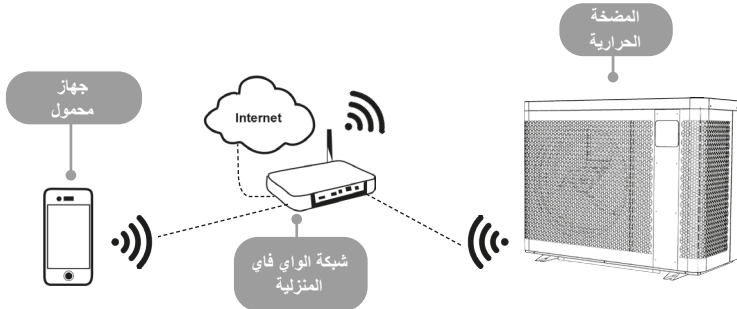 المضخة
الحرارية
جهاز
محمول
Internet
شبكة الواي فاي
المنزلية